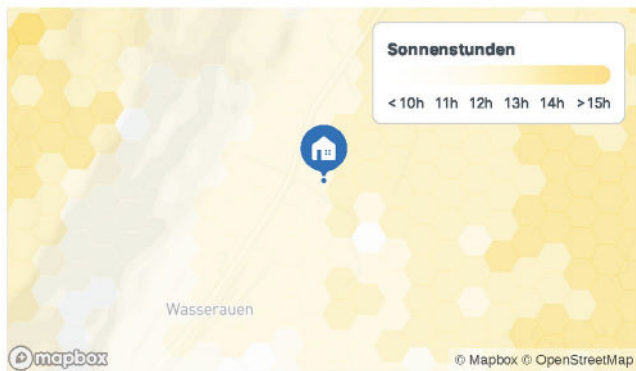 Sonnenstunden
< 10h 11h 12h 13h 14h > 15h
Wasserauen
mapbox
© Mapbox © OpenStreetMap